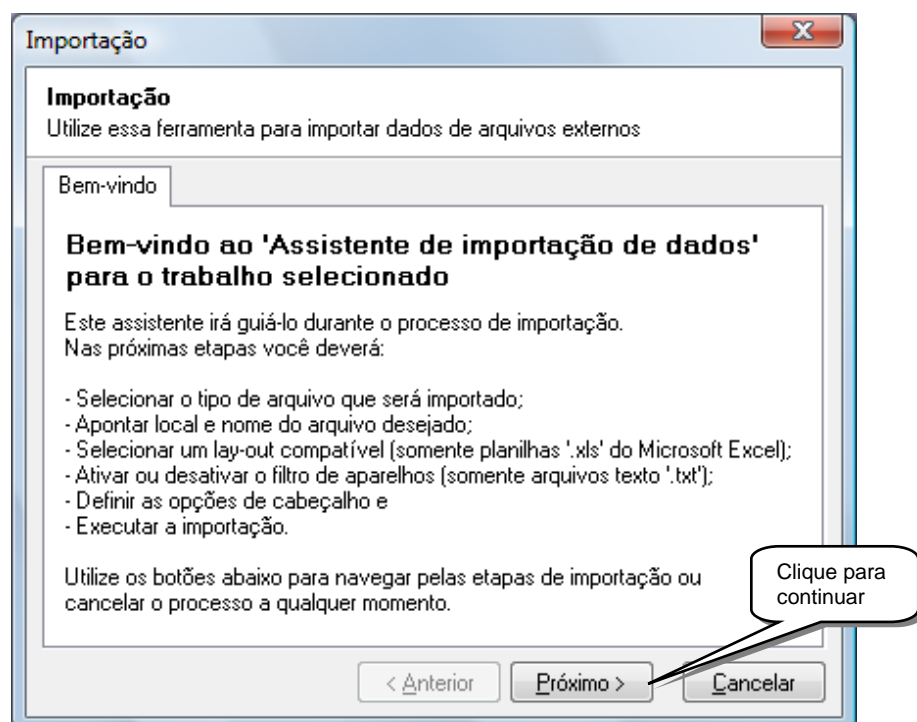 Importação
Importação
Utilize essa ferramenta para importar dados de arquivos externos
Bem-vindo
Bem-vindo ao 'Assistente de importação de dados'
para o trabalho selecionado
Este assistente irá guiá-lo durante o processo de importação.
Nas próximas etapas você deverá:
- Selecionar o tipo de arquivo que será importado;
- Apontar local e nome do arquivo desejado;
- Selecionar um lay-out compatível (somente planilhas '.xls' do Microsoft Excel);
- Ativar ou desativar o filtro de aparelhos (somente arquivos texto '.txt');
- Definir as opções de cabeçalho e
- Executar a importação.
Utilize os botões abaixo para navegar pelas etapas de importação ou
cancelar o processo a qualquer momento.
Clique para
continuar
< Anterior
Próximo >
Cancelar